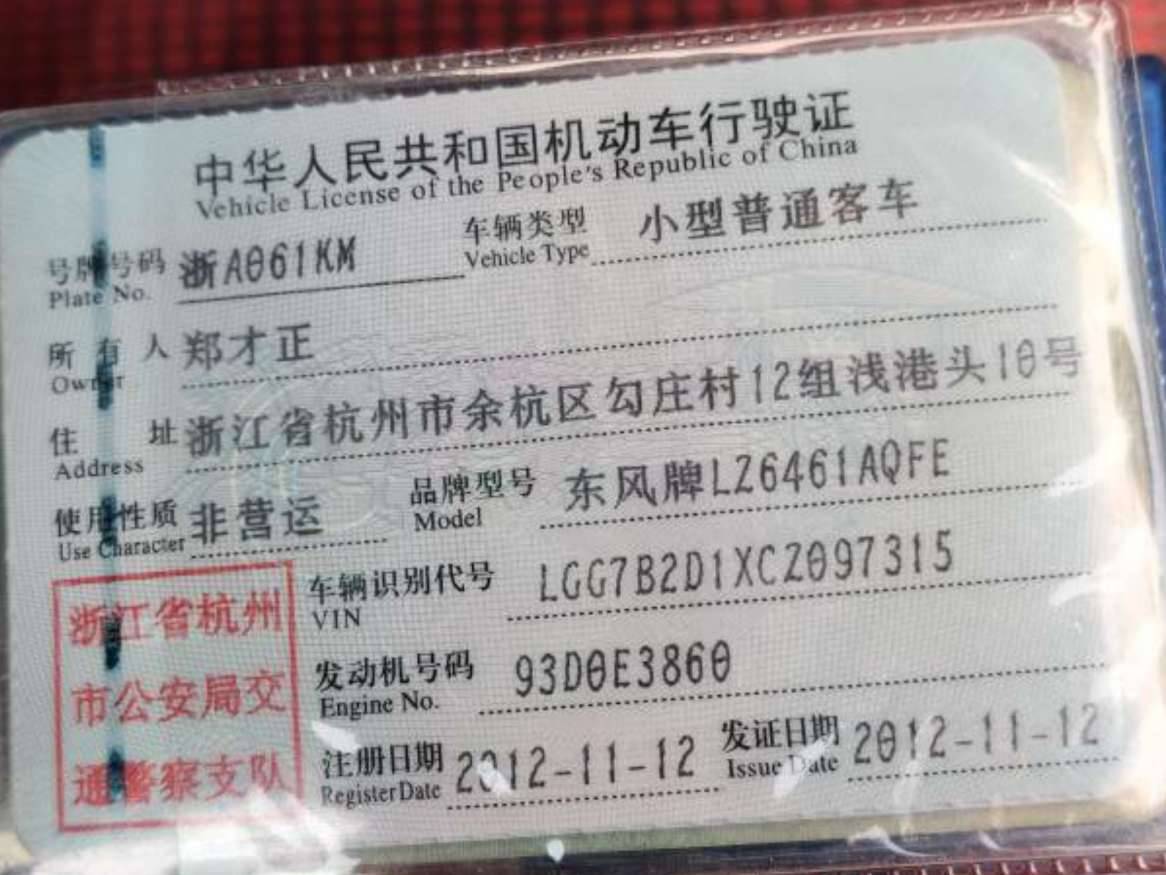 中华人民共和国机动车行驶证
Vehicle License of the People's Republic of China
号牌号码 浙A061KM 车辆类型 小型普通客车
Plate No. Vehicle Type
所有人 郑才正
Owner
住址 浙江省杭州市余杭区勾庄村12组浅港头10号
Address
使用性质 非营运 品牌型号 东风牌LZ6461AQFE
Use Character Model
车辆识别代号 LGG7B2D1XCZ097315
VIN
发动机号码 93D0E3860
Engine No.
注册日期 2012-11-12 发证日期 2012-11-12
Register Date Issue Date
浙江省杭州
市公安局交
通警察支队